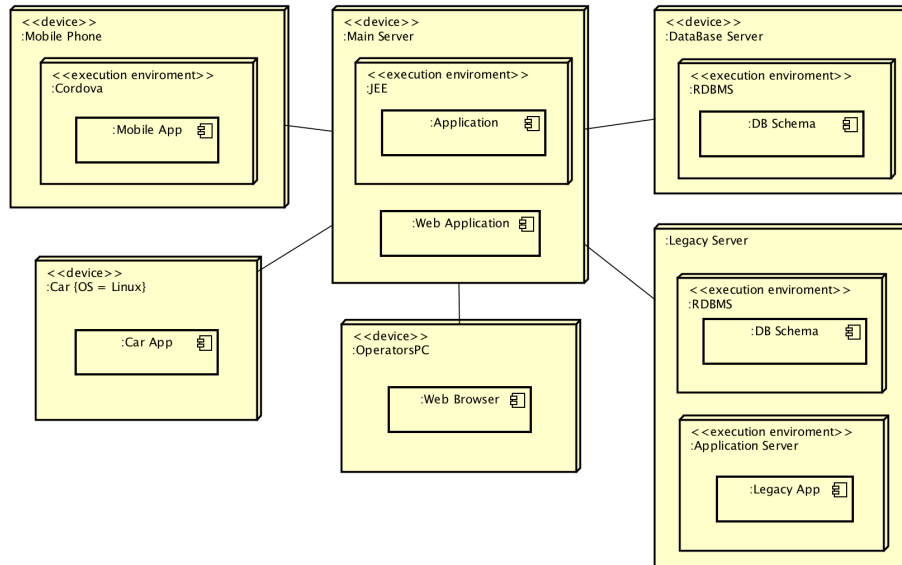 <<device>>
:Mobile Phone
<<execution enviroment>>
:Cordova
:Mobile App
<<device>>
:Main Server
<<execution enviroment>>
:JEE
:Application
:Web Application
<<device>>
:DataBase Server
<<execution enviroment>>
:RDBMS
:DB Schema
<<device>>
:Car {OS = Linux}
:Car App
<<device>>
:OperatorsPC
:Web Browser
:Legacy Server
<<execution enviroment>>
:RDBMS
:DB Schema
<<execution enviroment>>
:Application Server
:Legacy App